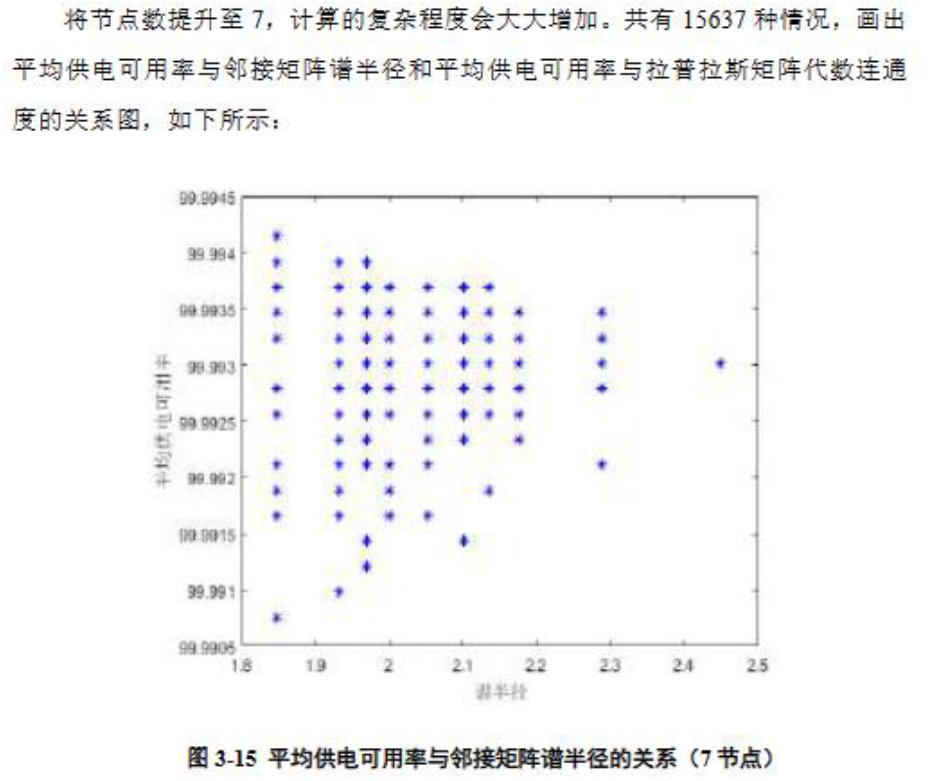 将节点数提升至 7，计算的复杂程度会大大增加。共有 15637 种情况，画出
平均供电可用率与邻接矩阵谱半径和平均供电可用率与拉普拉斯矩阵代数连通
度的关系图，如下所示：
99.9945
99.994
99.9935
99.993
99.9925
99.992
99.9915
99.991
99.9905
平均供电可用率
1.8 1.9 2 2.1 2.2 2.3 2.4 2.5
谱半径
图 3-15 平均供电可用率与邻接矩阵谱半径的关系（7 节点）